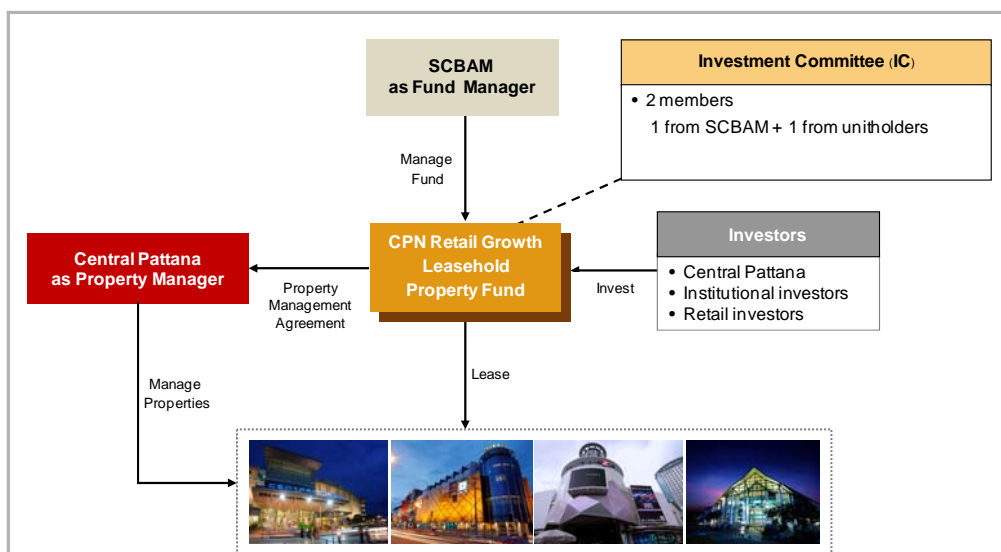 SCBAM
as Fund Manager
Investment Committee (IC)
• 2 members
1 from SCBAM + 1 from unitholders
Manage
Fund
Central Pattana
as Property Manager
CPN Retail Growth
Leasehold
Property Fund
Investors
• Central Pattana
• Institutional investors
• Retail investors
Property
Management
Agreement
Invest
Lease
Manage
Properties